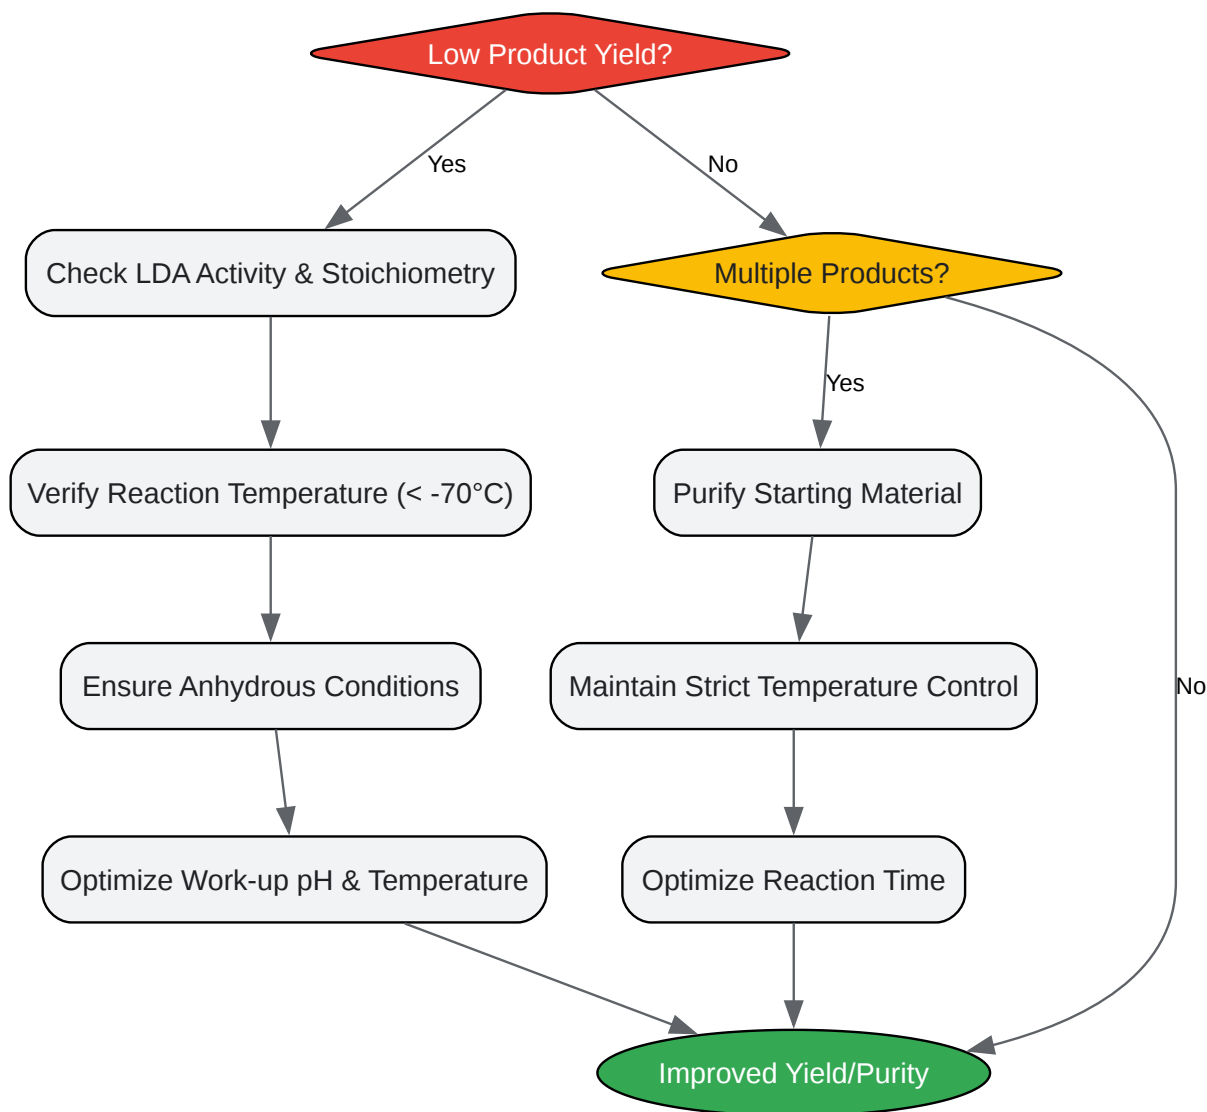 Low Product Yield?
Yes
No
Check LDA Activity & Stoichiometry
Multiple Products?
Yes
Verify Reaction Temperature (< -70°C)
Purify Starting Material
Ensure Anhydrous Conditions
Maintain Strict Temperature Control
No
Optimize Work-up pH & Temperature
Optimize Reaction Time
Improved Yield/Purity